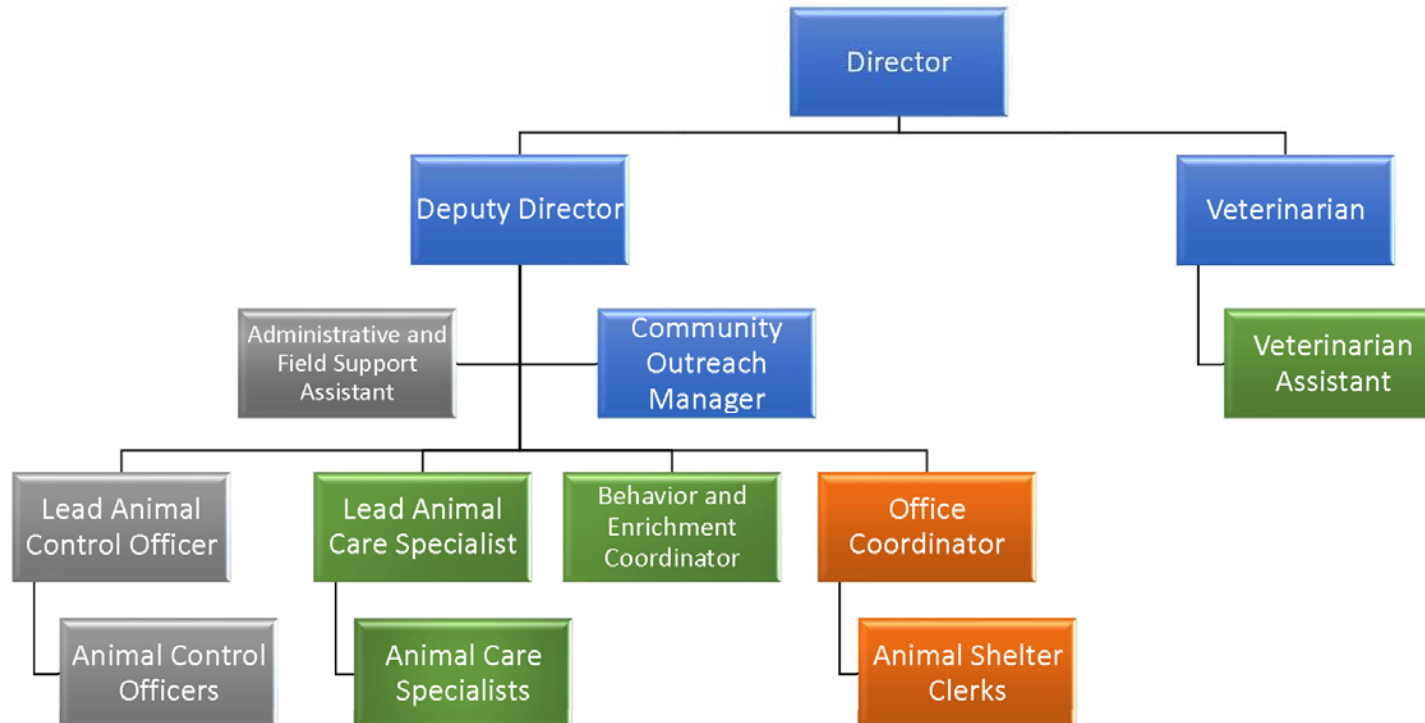 Director
Deputy Director
Veterinarian
Administrative and
Field Support
Assistant
Community
Outreach
Manager
Veterinarian
Assistant
Lead Animal
Control Officer
Lead Animal
Care Specialist
Behavior and
Enrichment
Coordinator
Office
Coordinator
Animal Control
Officers
Animal Care
Specialists
Animal Shelter
Clerks